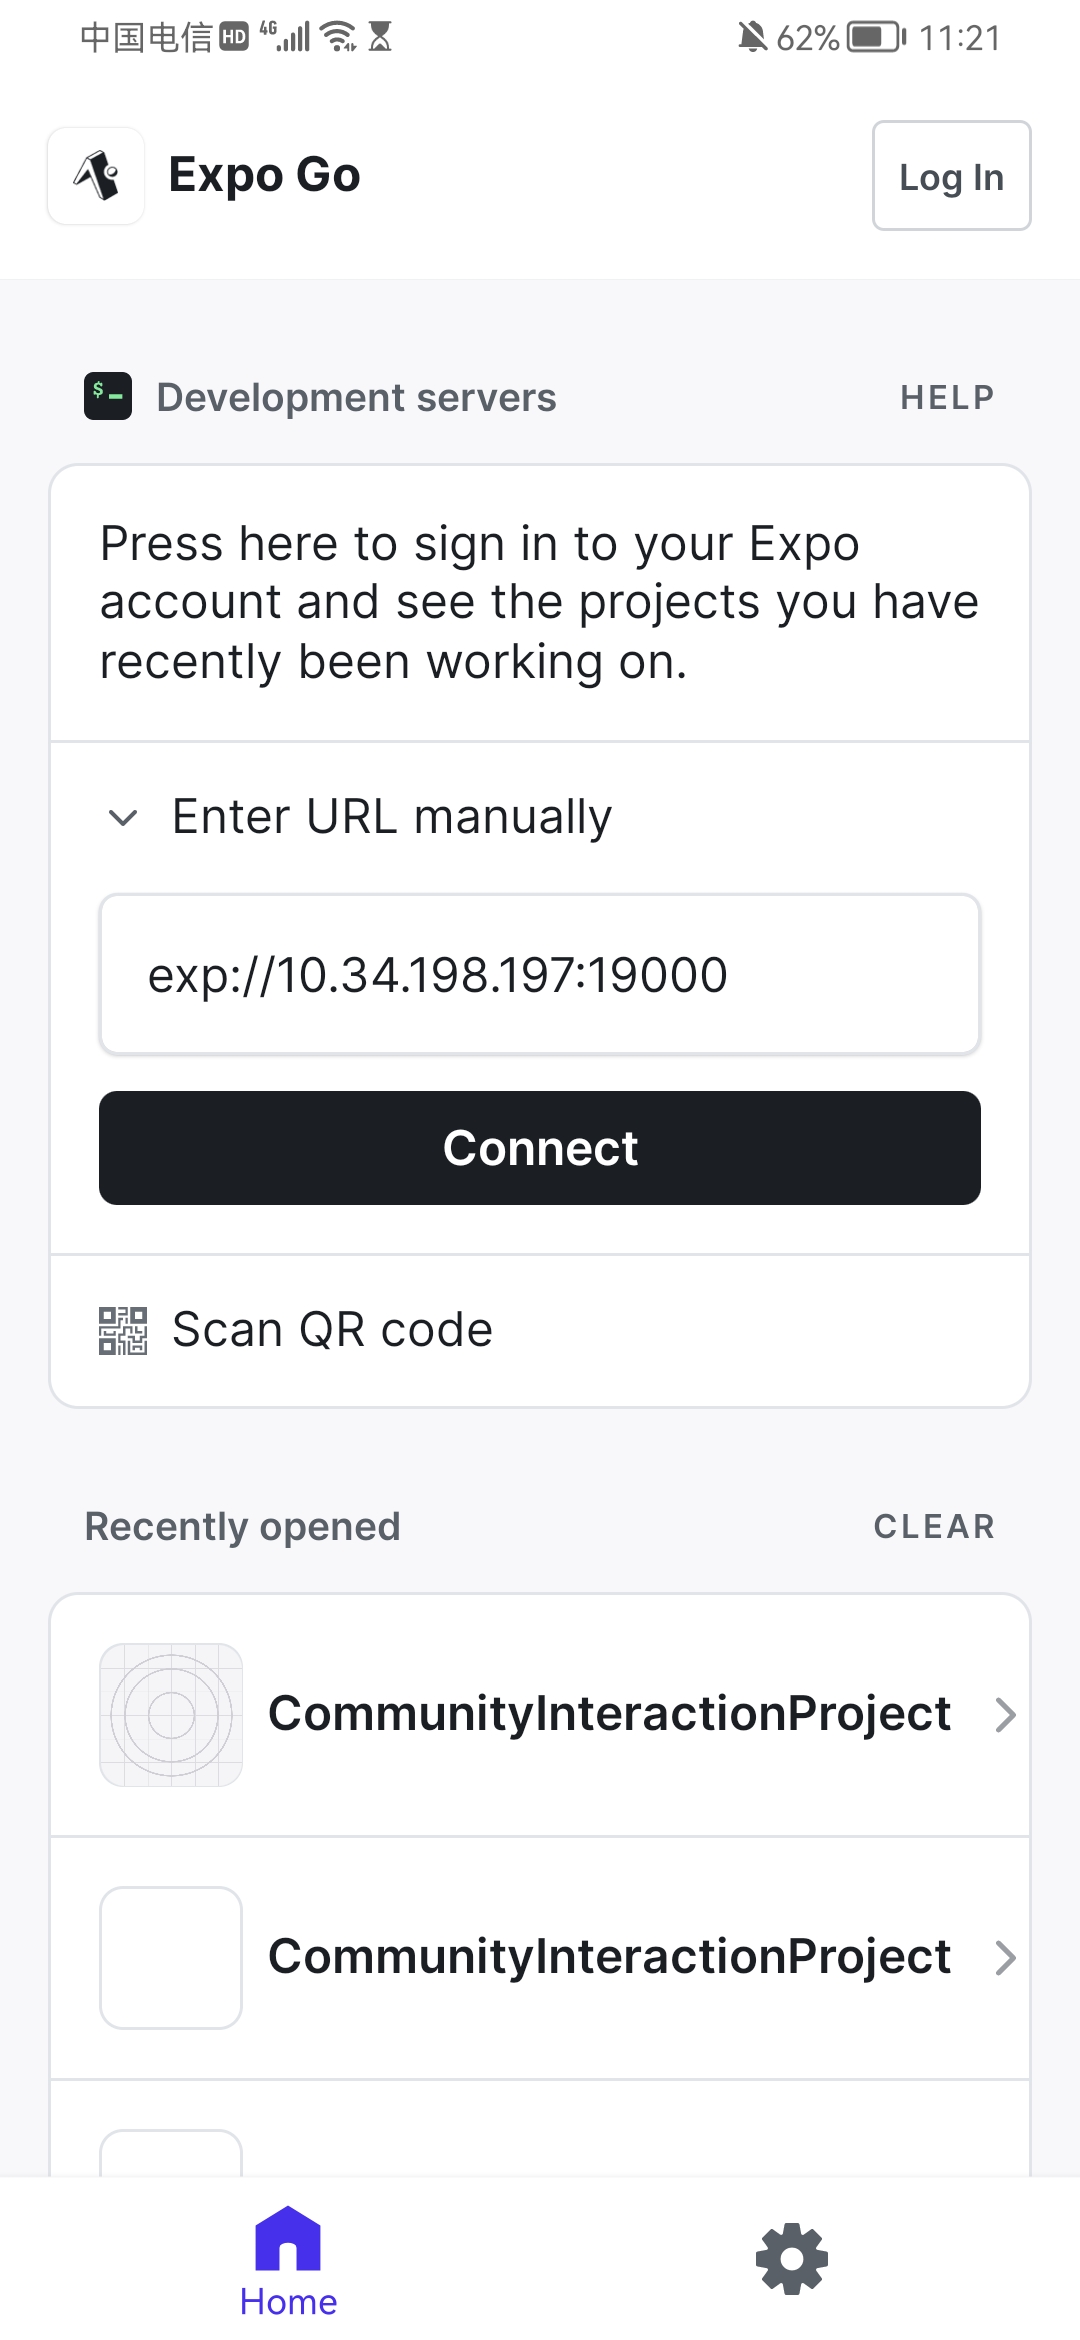 中国电信 HD 4G 62% 11:21
Expo Go Log In
$ Development servers HELP
Press here to sign in to your Expo
account and see the projects you have
recently been working on.
Enter URL manually
exp://10.34.198.197:19000
Connect
Scan QR code
Recently opened CLEAR
CommunityInteractionProject
CommunityInteractionProject
Home